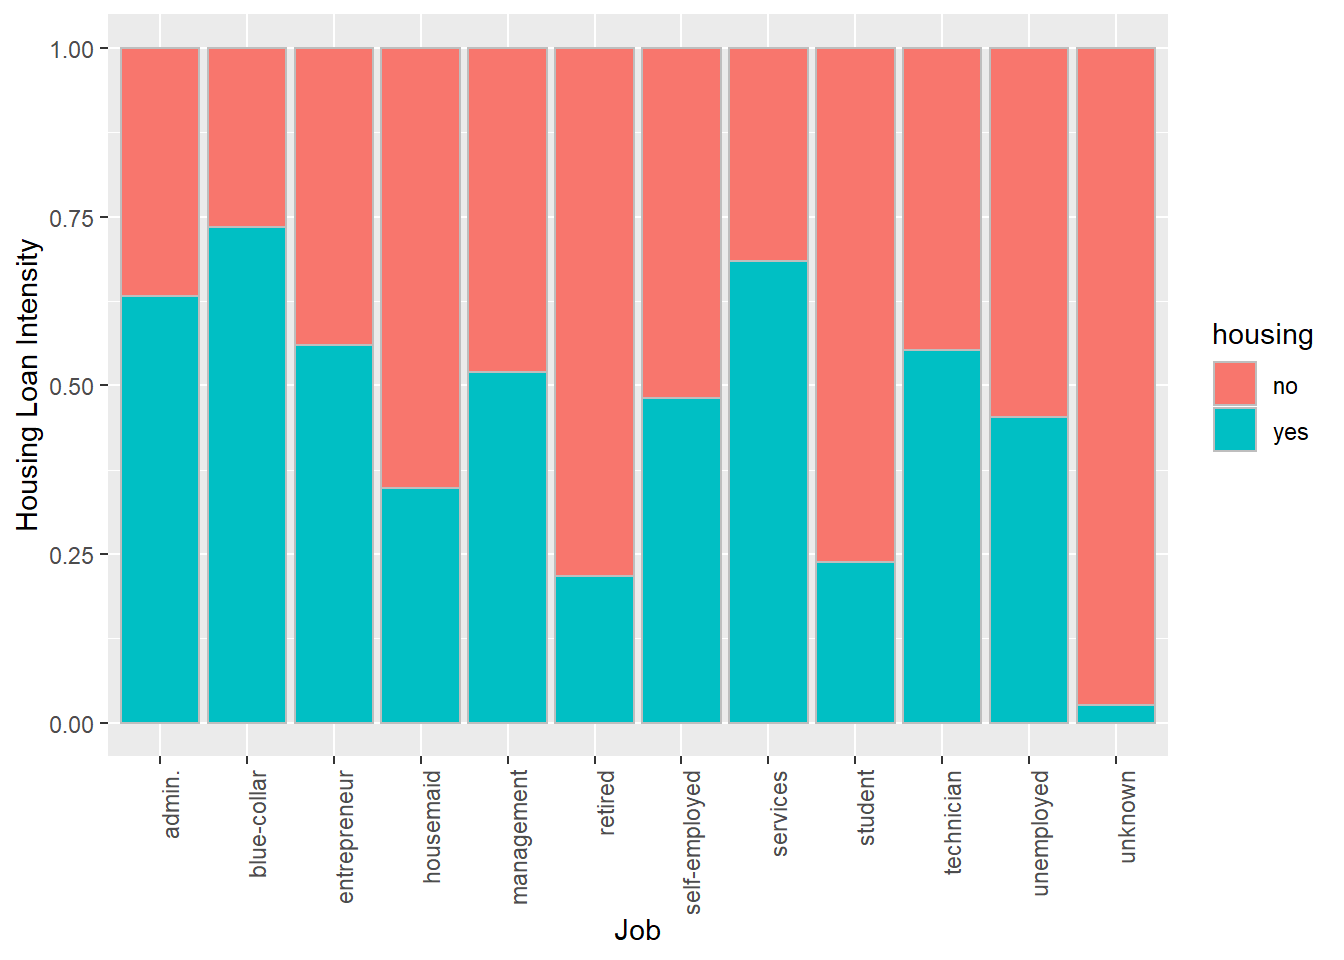 1.00
0.75
0.50
0.25
0.00
Housing Loan Intensity
admin.
blue-collar
entrepreneur
housemaid
management
retired
self-employed
services
student
technician
unemployed
unknown
Job
housing
no
yes